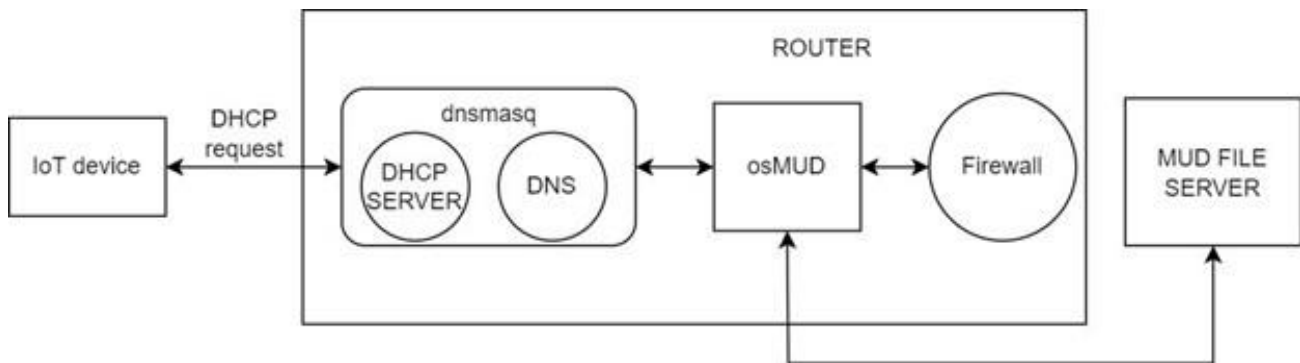 ROUTER
dnsmasq
DHCP
request
IoT device
DHCP
SERVER
DNS
osMUD
Firewall
MUD FILE
SERVER